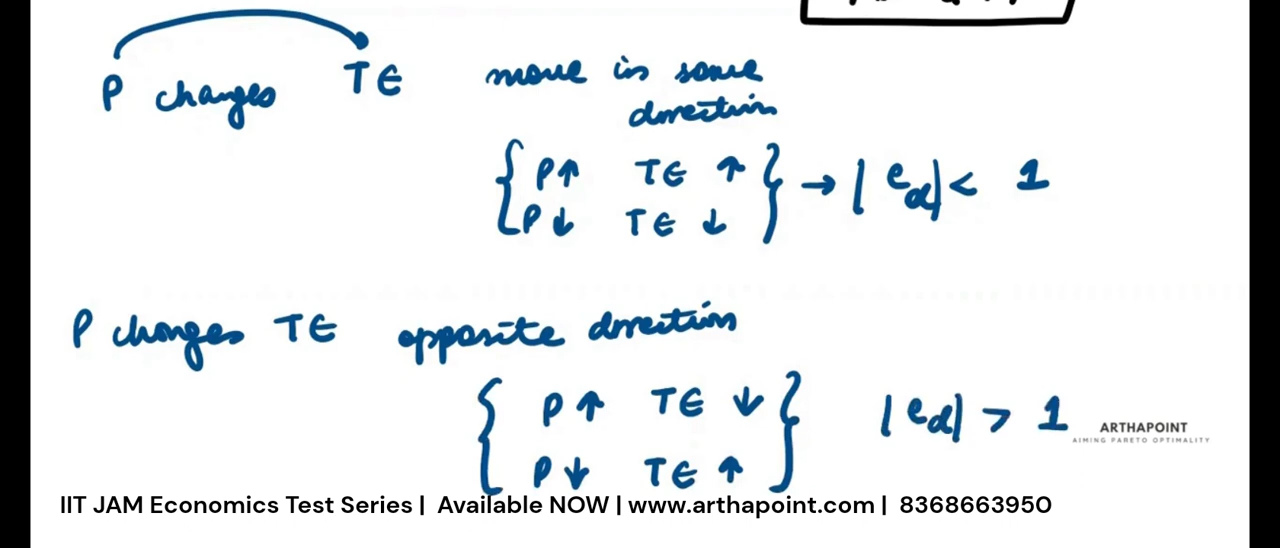 P changes TE move in same
direction
{ P↑ TE ↑ } → |ed| < 1
P↓ TE ↓
P changes TE opposite direction
{ P↑ TE ↓ } |ed| > 1
P↓ TE ↑
ARTHAPOINT
AIMING PARETO OPTIMALITY
IIT JAM Economics Test Series | Available NOW | www.arthapoint.com | 8368663950